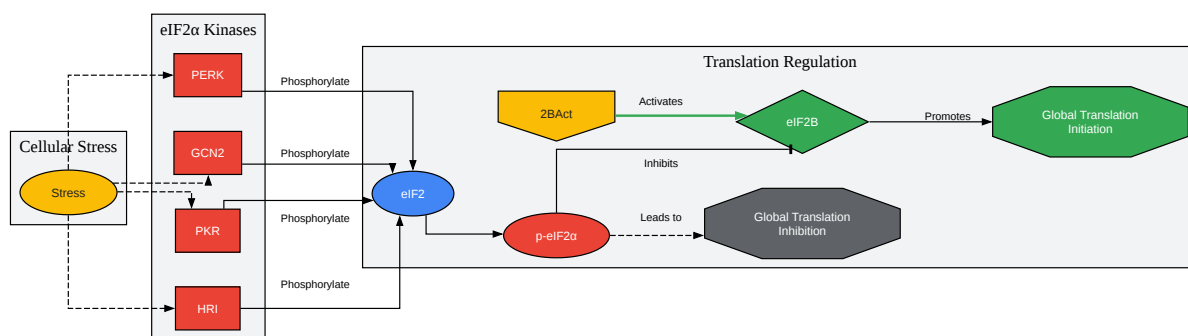 eIF2α Kinases
PERK
Phosphorylate
Translation Regulation
2BAct
Activates
eIF2B
Promotes
Global Translation
Initiation
Cellular Stress
GCN2
Phosphorylate
Inhibits
Stress
eIF2
PKR
Phosphorylate
p-eIF2α
Leads to
Global Translation
Inhibition
HRI
Phosphorylate